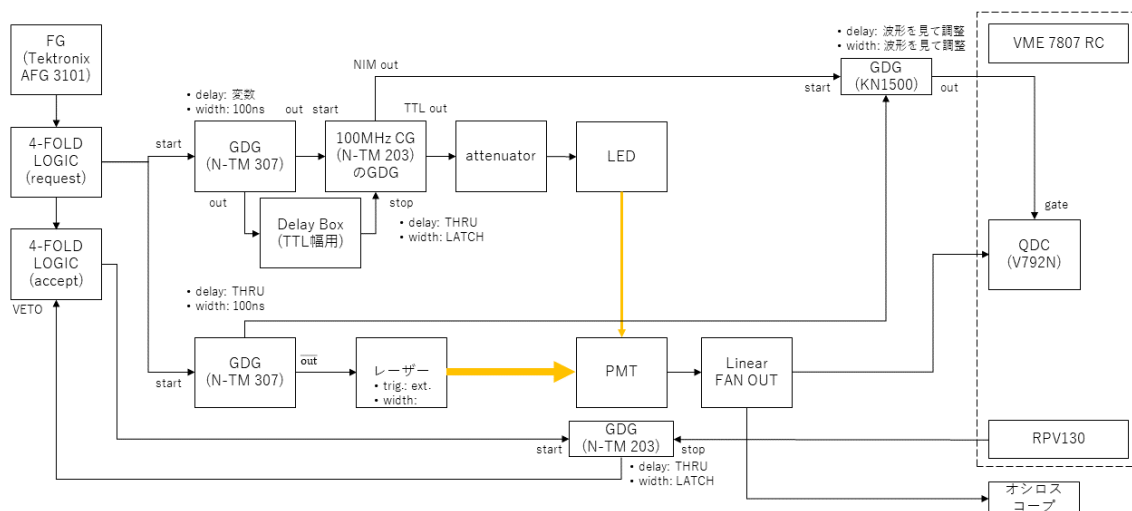 FG
(Tektronix
AFG 3101)
• delay: 波形を見て調整
• width: 波形を見て調整
VME 7807 RC
NIM out
GDG
(KN1500)
start
out
• delay: 変数
• width: 100ns
out
start
TTL out
4-FOLD
LOGIC
(request)
start
GDG
(N-TM 307)
100MHz CG
(N-TM 203)
のGDG
attenuator
LED
out
stop
Delay Box
(TTL幅用)
• delay: THRU
• width: LATCH
gate
QDC
(V792N)
4-FOLD
LOGIC
(accept)
VETO
• delay: THRU
• width: 100ns
start
GDG
(N-TM 307)
out
レーザー
• trig.: ext.
• width:
PMT
Linear
FAN OUT
GDG
(N-TM 203)
start
stop
RPV130
• delay: THRU
• width: LATCH
オシロス
コープ